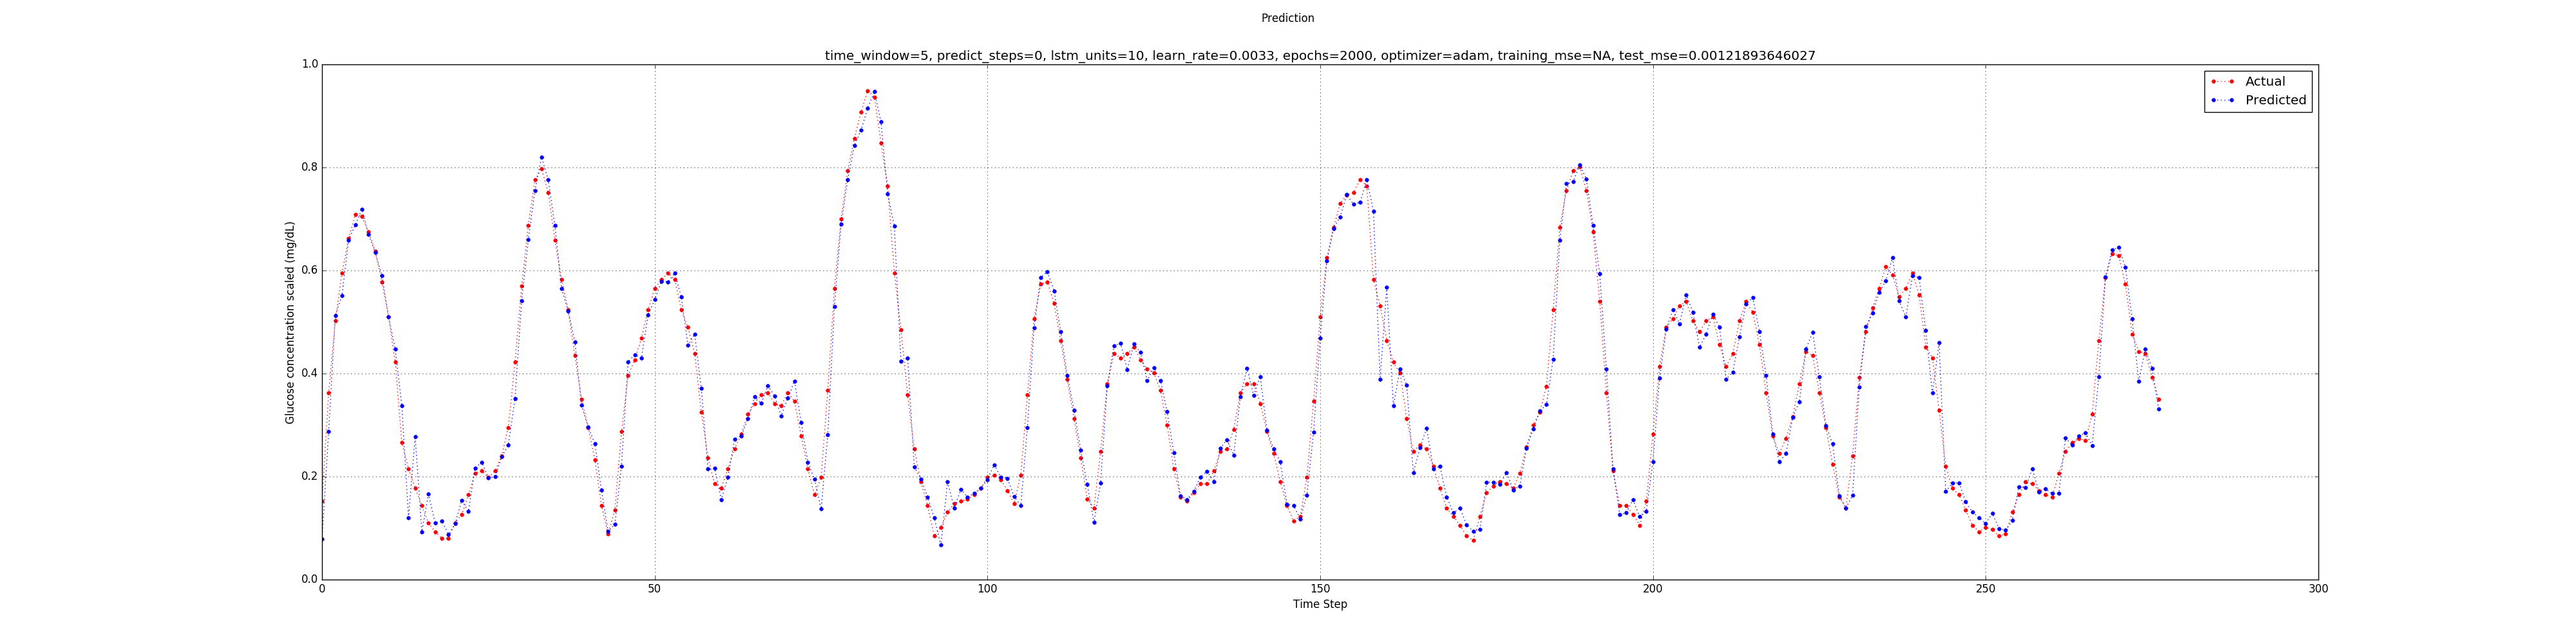 Prediction
time_window=5, predict_steps=0, lstm_units=10, learn_rate=0.0033, epochs=2000, optimizer=adam, training_mse=NA, test_mse=0.00121893646027
Actual
Predicted
Glucose concentration scaled (mg/dL)
1.0
0.8
0.6
0.4
0.2
0.0
0 50 100 150 200 250 300
Time Step